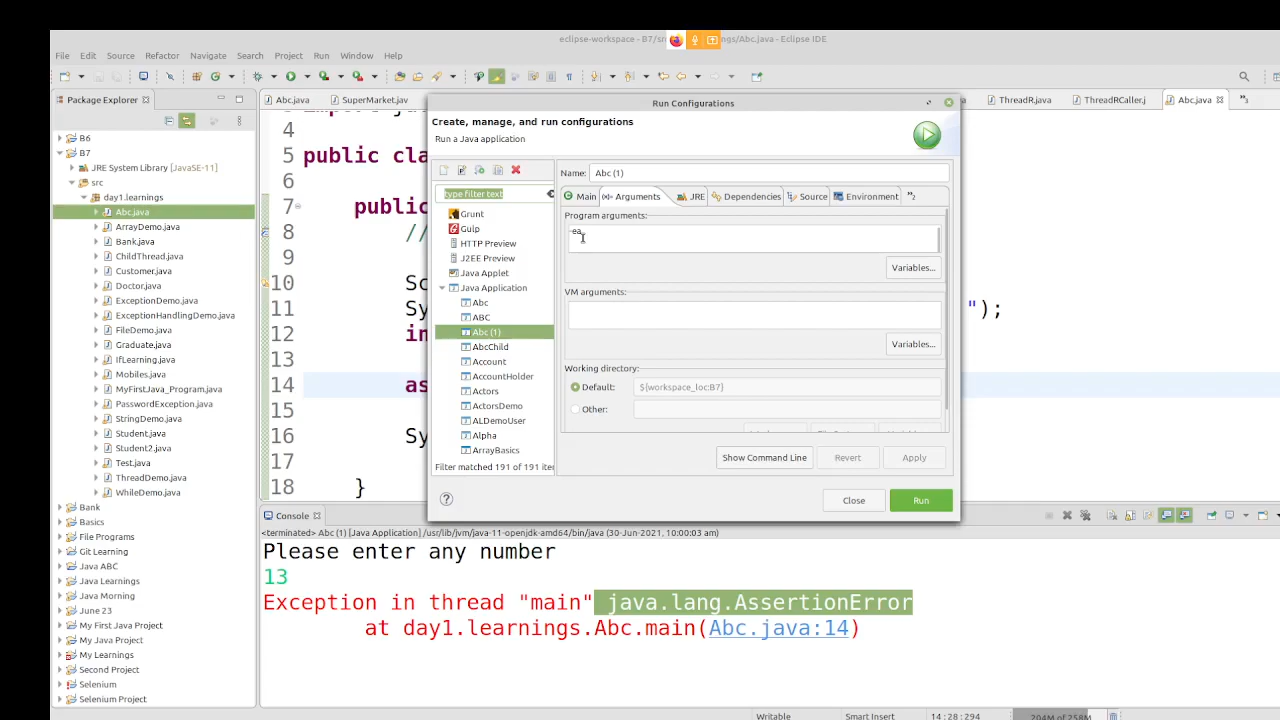 eclipse-workspace - B7/src ngs/Abc.java - Eclipse IDE
File Edit Source Refactor Navigate Search Project Run Window Help
Package Explorer
B6
B7
JRE System Library [JavaSE-11]
src
day1.learnings
Abc.java
ArrayDemo.java
Bank.java
ChildThread.java
Customer.java
Doctor.java
ExceptionDemo.java
ExceptionHandlingDemo.java
FileDemo.java
Graduate.java
IfLearning.java
Mobiles.java
MyFirstJava_Program.java
PasswordException.java
StringDemo.java
Student.java
Student2.java
Test.java
ThreadDemo.java
WhileDemo.java
Bank
Basics
File Programs
Git Learning
Java ABC
Java Learnings
Java Morning
June 23
My First Java Project
My Java Project
My Learnings
Second Project
Selenium
Selenium Project
Abc.java SuperMarket.jav ThreadR.java ThreadRCaller.j Abc.java
4
5 public cla
6
7 public
8 //
10 Sc
11 Sy ");
12 in
13
14 as
15
16 Sy
17
18 }
Run Configurations
Create, manage, and run configurations
Run a Java application
type filter text
Grunt
Gulp
HTTP Preview
J2EE Preview
Java Applet
Java Application
Abc
ABC
Abc (1)
AbcChild
Account
AccountHolder
Actors
ActorsDemo
ALDemoUser
Alpha
ArrayBasics
Filter matched 191 of 191 iter
Name: Abc (1)
Main Arguments JRE Dependencies Source Environment
Program arguments:
-ea
Variables...
VM arguments:
Variables...
Working directory:
Default: ${workspace_loc:B7}
Other:
Show Command Line Revert Apply
Close Run
Console
<terminated> Abc (1) [Java Application] /usr/lib/jvm/java-11-openjdk-amd64/bin/java (30-Jun-2021, 10:00:03 am)
Please enter any number
13
Exception in thread "main" java.lang.AssertionError
at day1.learnings.Abc.main(Abc.java:14)
Writable Smart Insert 14 : 28 : 294 204M of 258M